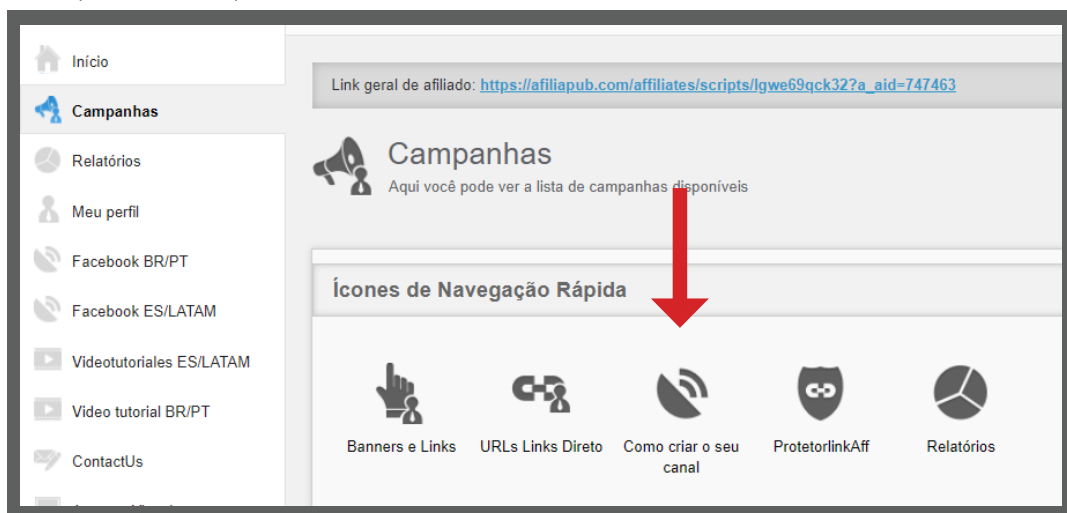 Início
Campanhas
Relatórios
Meu perfil
Facebook BR/PT
Facebook ES/LATAM
Videotutoriales ES/LATAM
Video tutorial BR/PT
ContactUs
Link geral de afiliado: https://afiliapub.com/affiliates/scripts/lgwe69qck32?a_aid=747463
Campanhas
Aqui você pode ver a lista de campanhas disponíveis
Ícones de Navegação Rápida
Banners e Links
URLs Links Direto
Como criar o seu
canal
ProtetorlinkAff
Relatórios